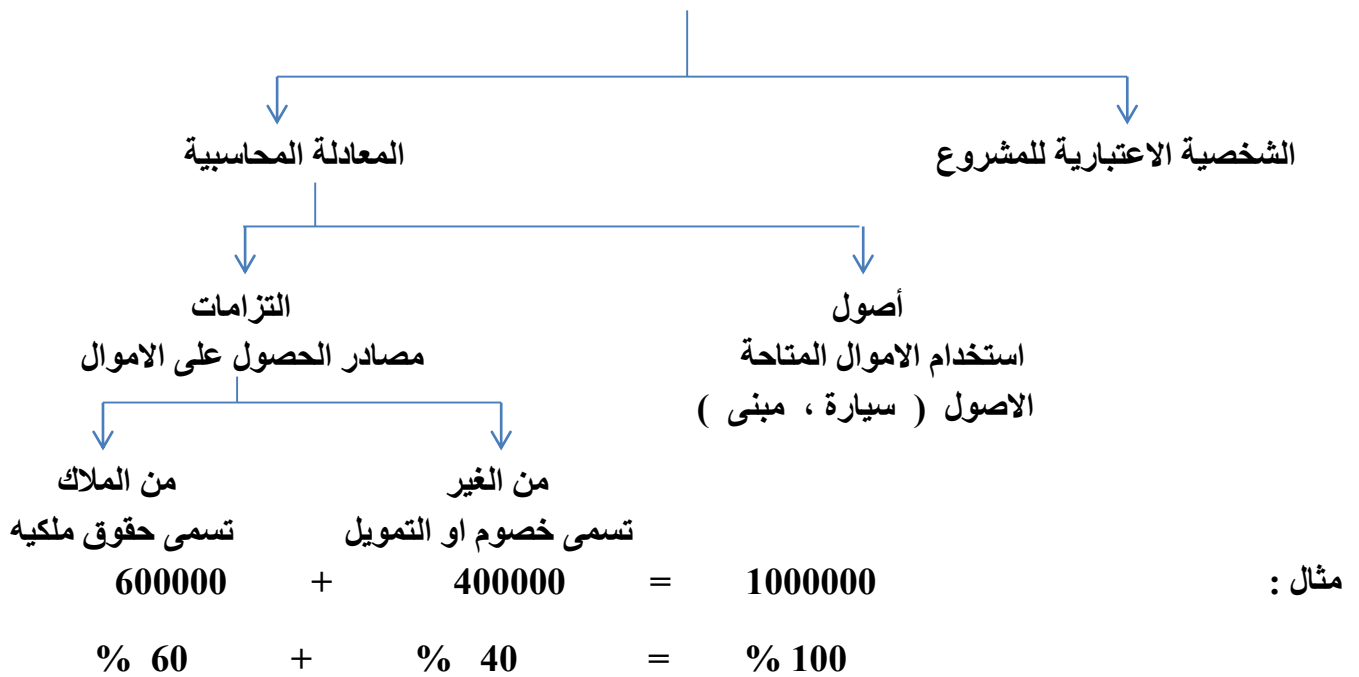 الشخصية الاعتبارية للمشروع
المعادلة المحاسبية
أصول
التزامات
استخدام الاموال المتاحة
مصادر الحصول على الاموال
الاصول ( سيارة ، مبنى )
من الغير
من الملاك
تسمى خصوم او التمويل
تسمى حقوق ملكيه
مثال : 1000000 = 400000 + 600000
% 100 = % 40 + % 60